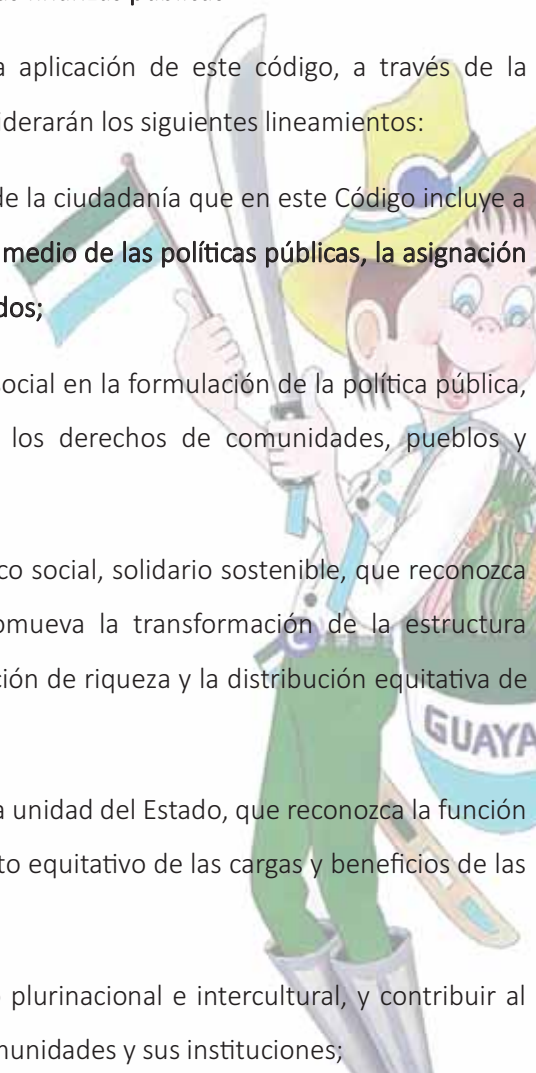 a aplicación de este código, a través de la
siderarán los siguientes lineamientos:
de la ciudadanía que en este Código incluye a
medio de las políticas públicas, la asignación
dos;
social en la formulación de la política pública,
los derechos de comunidades, pueblos y
co social, solidario sostenible, que reconozca
omueva la transformación de la estructura
ción de riqueza y la distribución equitativa de
GUAYA
a unidad del Estado, que reconozca la función
to equitativo de las cargas y beneficios de las
plurinacional e intercultural, y contribuir al
munidades y sus instituciones;